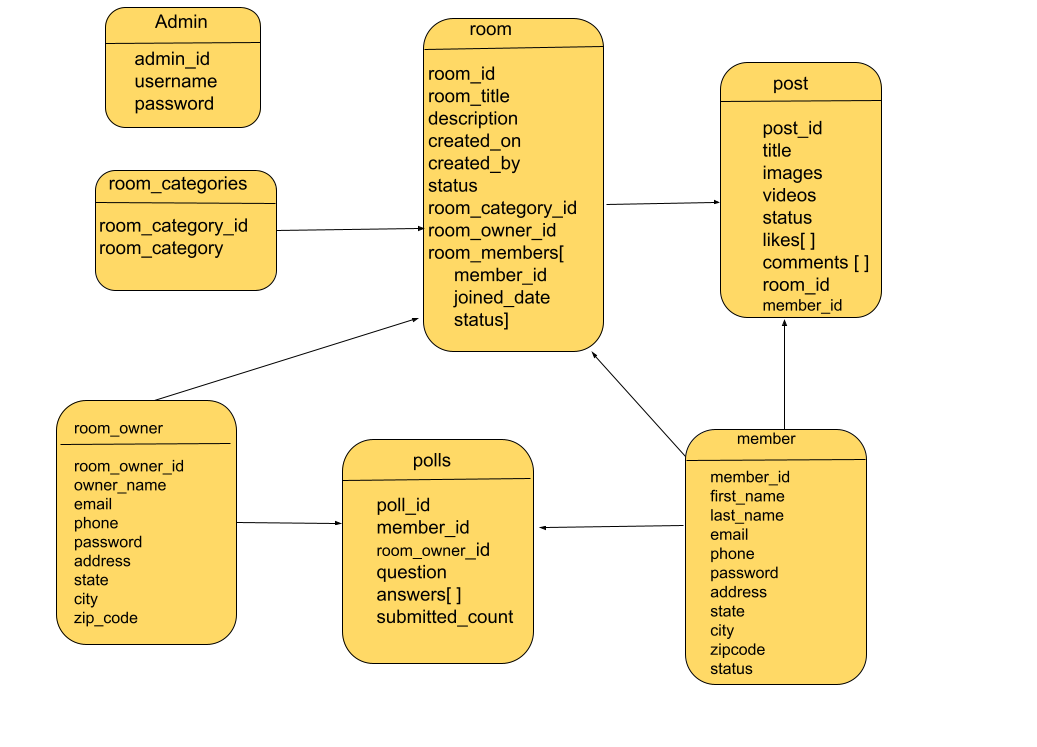 Admin
admin_id
username
password
room_categories
room_category_id
room_category
room
room_id
room_title
description
created_on
created_by
status
room_category_id
room_owner_id
room_members[
member_id
joined_date
status]
post
post_id
title
images
videos
status
likes[ ]
comments [ ]
room_id
member_id
room_owner
room_owner_id
owner_name
email
phone
password
address
state
city
zip_code
polls
poll_id
member_id
room_owner_id
question
answers[ ]
submitted_count
member
member_id
first_name
last_name
email
phone
password
address
state
city
zipcode
status